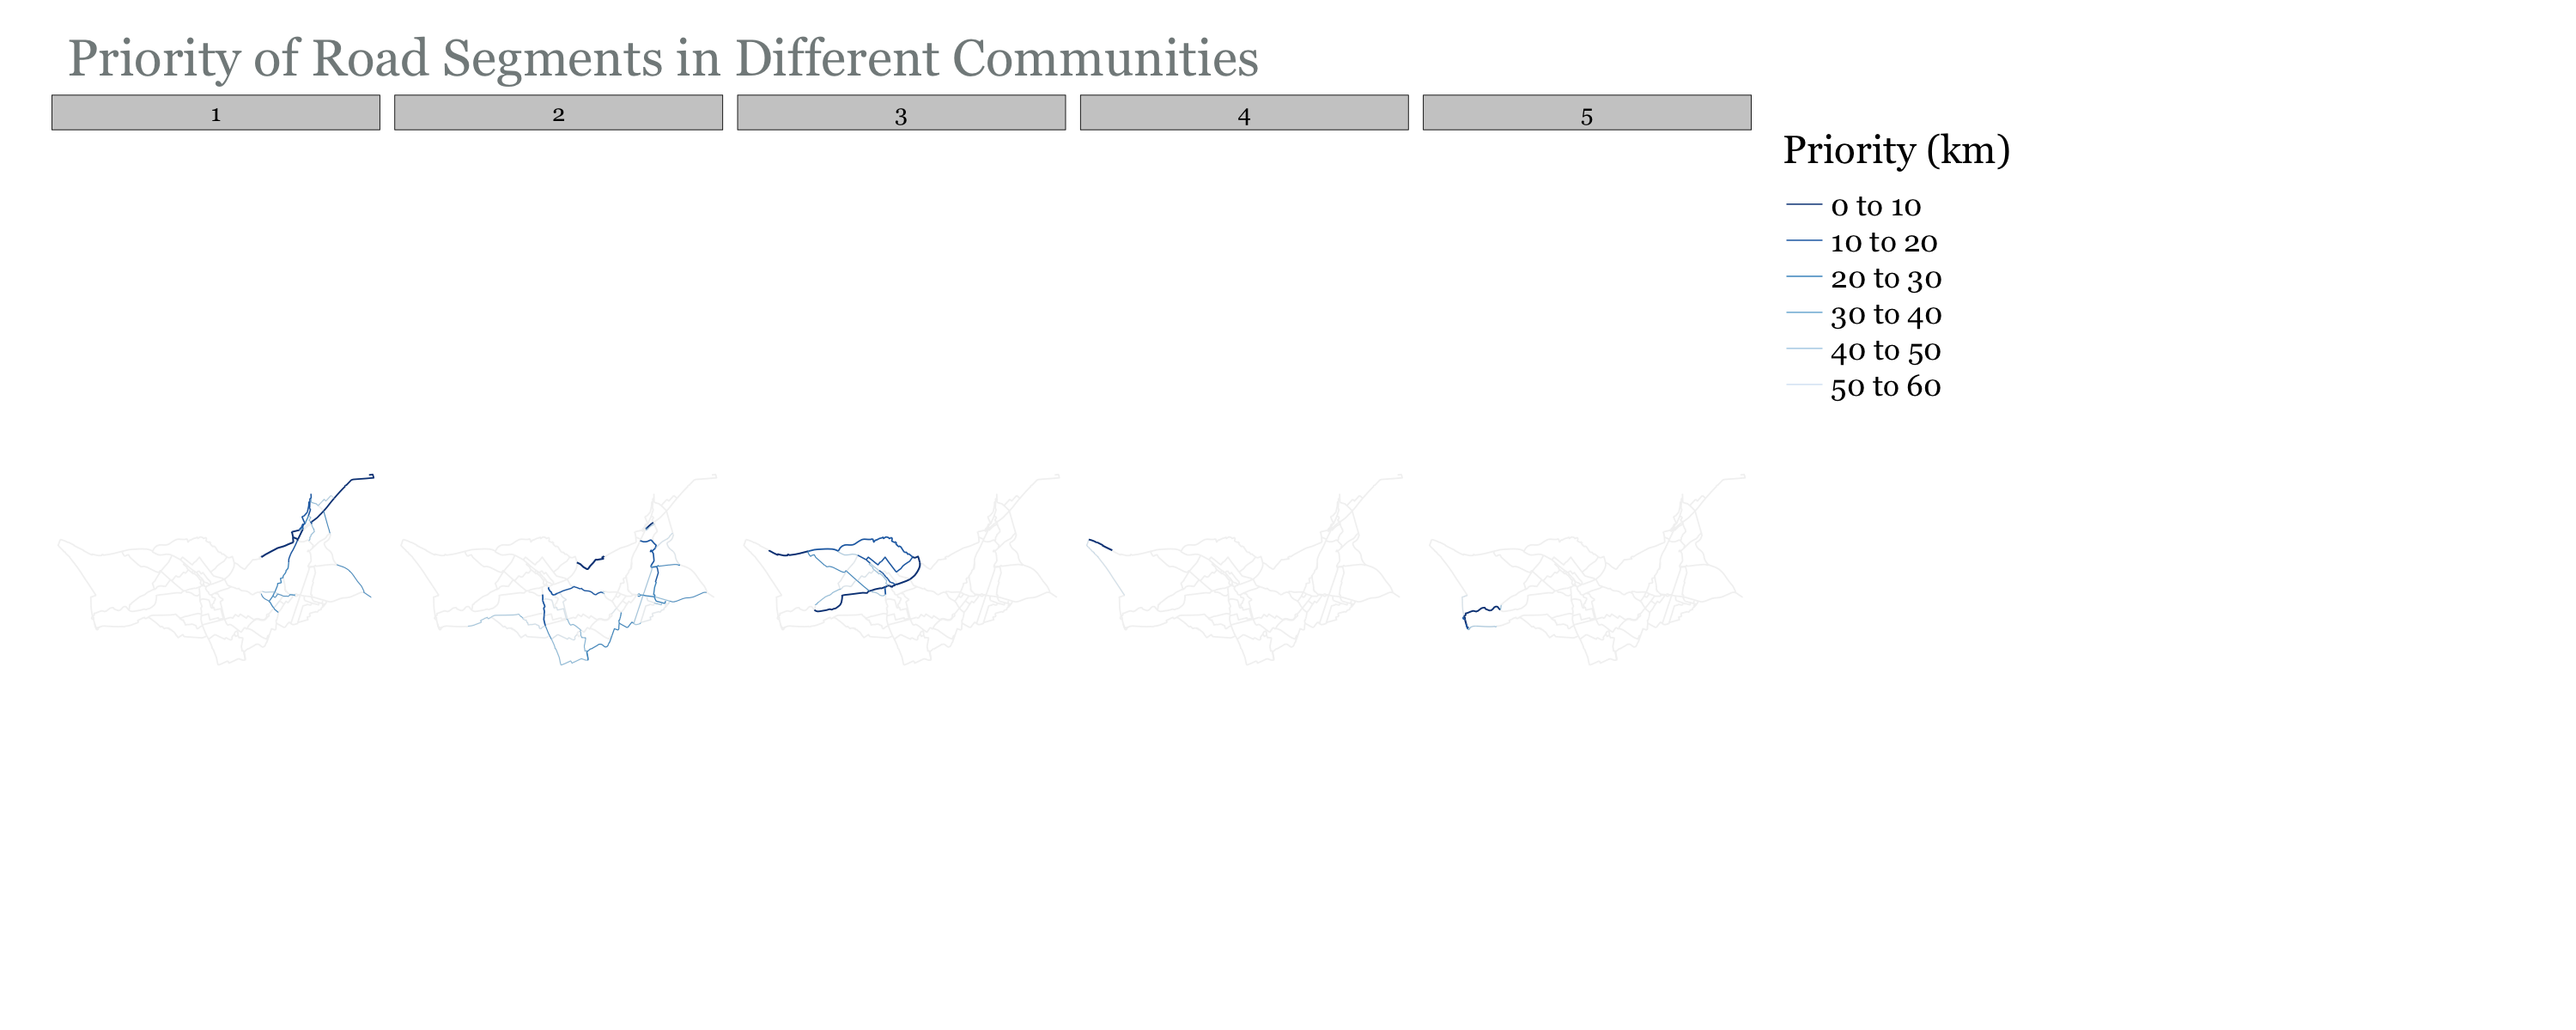 Priority of Road Segments in Different Communities
1 2 3 4 5
Priority (km)
0 to 10
10 to 20
20 to 30
30 to 40
40 to 50
50 to 60